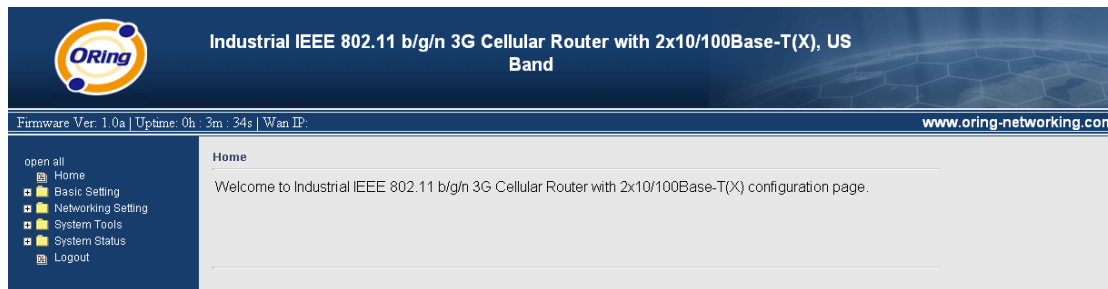 ORing
Industrial IEEE 802.11 b/g/n 3G Cellular Router with 2x10/100Base-T(X), US
Band
Firmware Ver: 1.0a | Uptime: 0h : 3m : 34s | Wan IP:
www.oring-networking.com
open all
Home
Basic Setting
Networking Setting
System Tools
System Status
Logout
Home
Welcome to Industrial IEEE 802.11 b/g/n 3G Cellular Router with 2x10/100Base-T(X) configuration page.